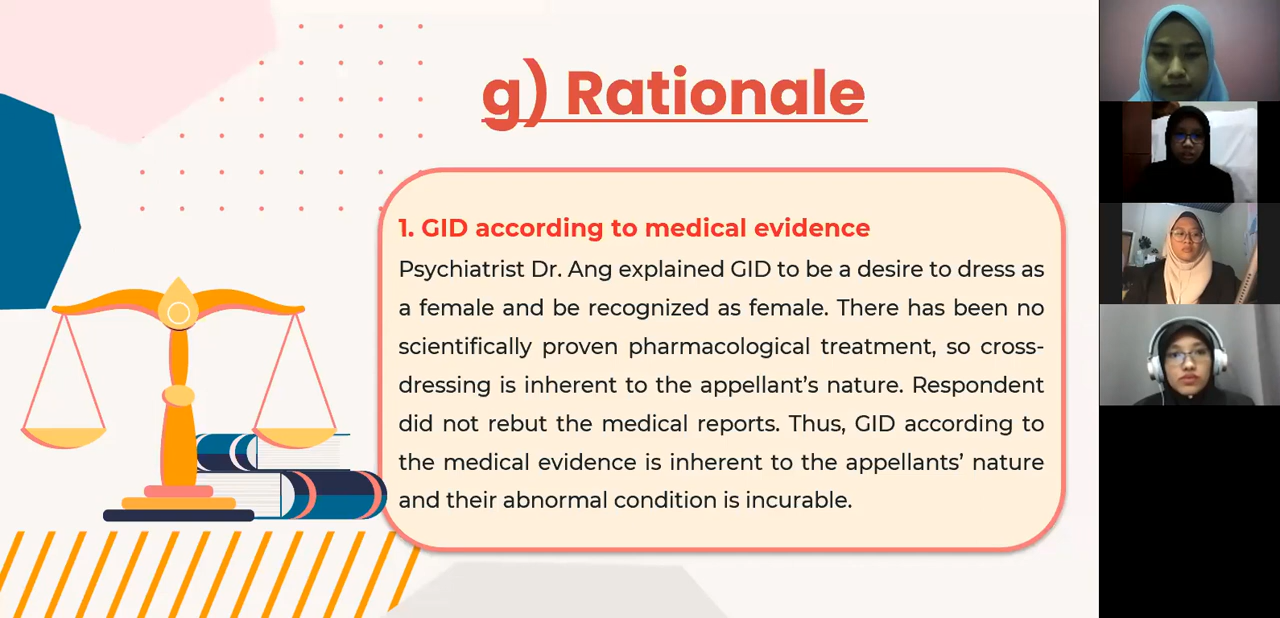 g) Rationale
1. GID according to medical evidence
Psychiatrist Dr. Ang explained GID to be a desire to dress as
a female and be recognized as female. There has been no
scientifically proven pharmacological treatment, so cross-
dressing is inherent to the appellant's nature. Respondent
did not rebut the medical reports. Thus, GID according to
the medical evidence is inherent to the appellants' nature
and their abnormal condition is incurable.